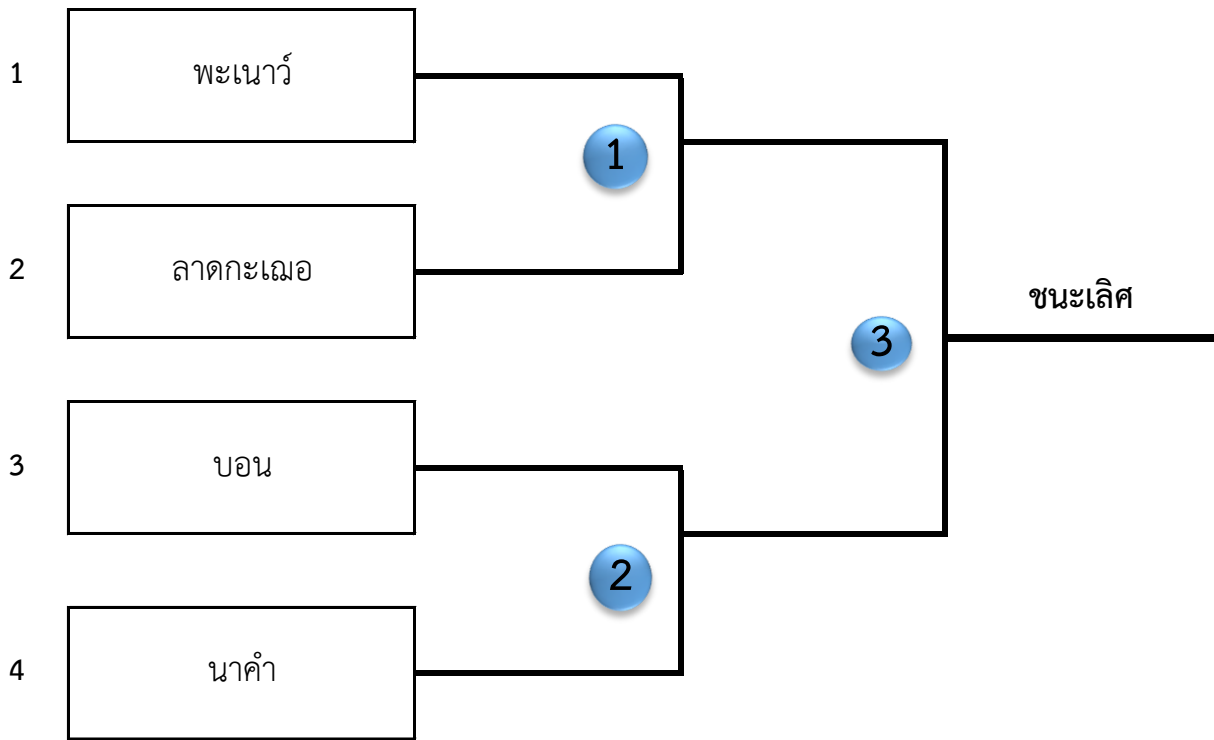 1 พะเนาว์
1
2 ลาดกะเฌอ
ชนะเลิศ
3
3 บอน
2
4 นาคำ